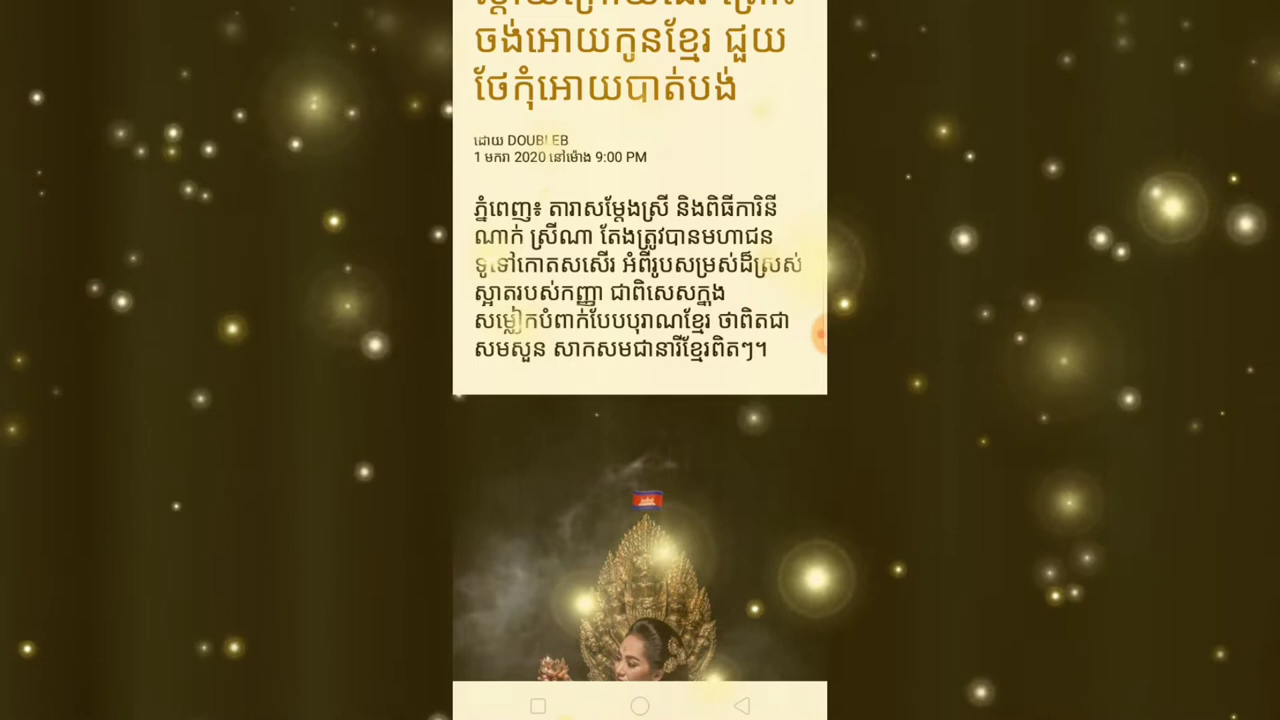 ចង់អោយកូនខ្មែរ ជួយ
ថែកុំអោយបាត់បង់
ដោយ DOUBLEB
1 មករា 2020 នៅម៉ោង 9:00 PM
ភ្នំពេញ៖ តារាសម្ដែងស្រី និងពិធីការិនី
ណាក់ ស្រីណា តែងត្រូវបានមហាជន
ទូទៅកោតសសើរ អំពីរូបសម្រស់ដ៏ស្រស់
ស្អាតរបស់កញ្ញា ជាពិសេសក្នុង
សម្លៀកបំពាក់បែបបុរាណខ្មែរ ថាពិតជា
សមសួន សាកសមជានារីខ្មែរពិតៗ។